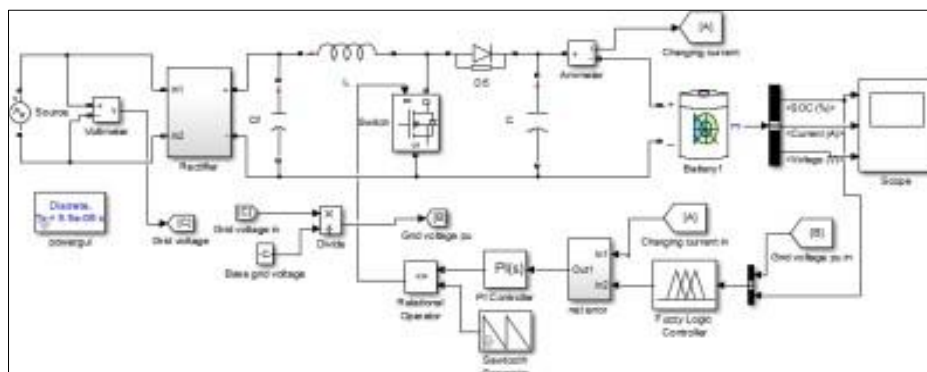 [A]
Charging current
Ammeter
In1
In2
Source
Voltmeter
Rectifier
Switch
Battery1
<SOC (%)>
<Current (A)>
<Voltage (V)>
Scope
Discrete,
powergui
[C]
Grid voltage
[C]
Grid voltage in
Base grid voltage
Divide
[B]
Grid voltage pu
[A]
Charging current in
[B]
Grid voltage pu in
<=
Relational
Operator
PI(s)
PI Controller
In1
Out1
In2
Fuzzy Logic
Controller
Sawtooth